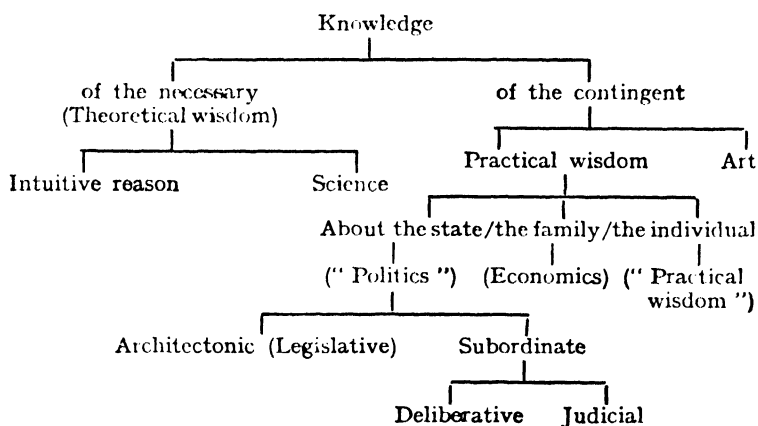 Knowledge
of the necessary of the contingent
(Theoretical wisdom)
Practical wisdom Art
Intuitive reason Science
About the state/the family/the individual
(“ Politics ”) (Economics) (“ Practical
wisdom ”)
Architectonic (Legislative) Subordinate
Deliberative Judicial